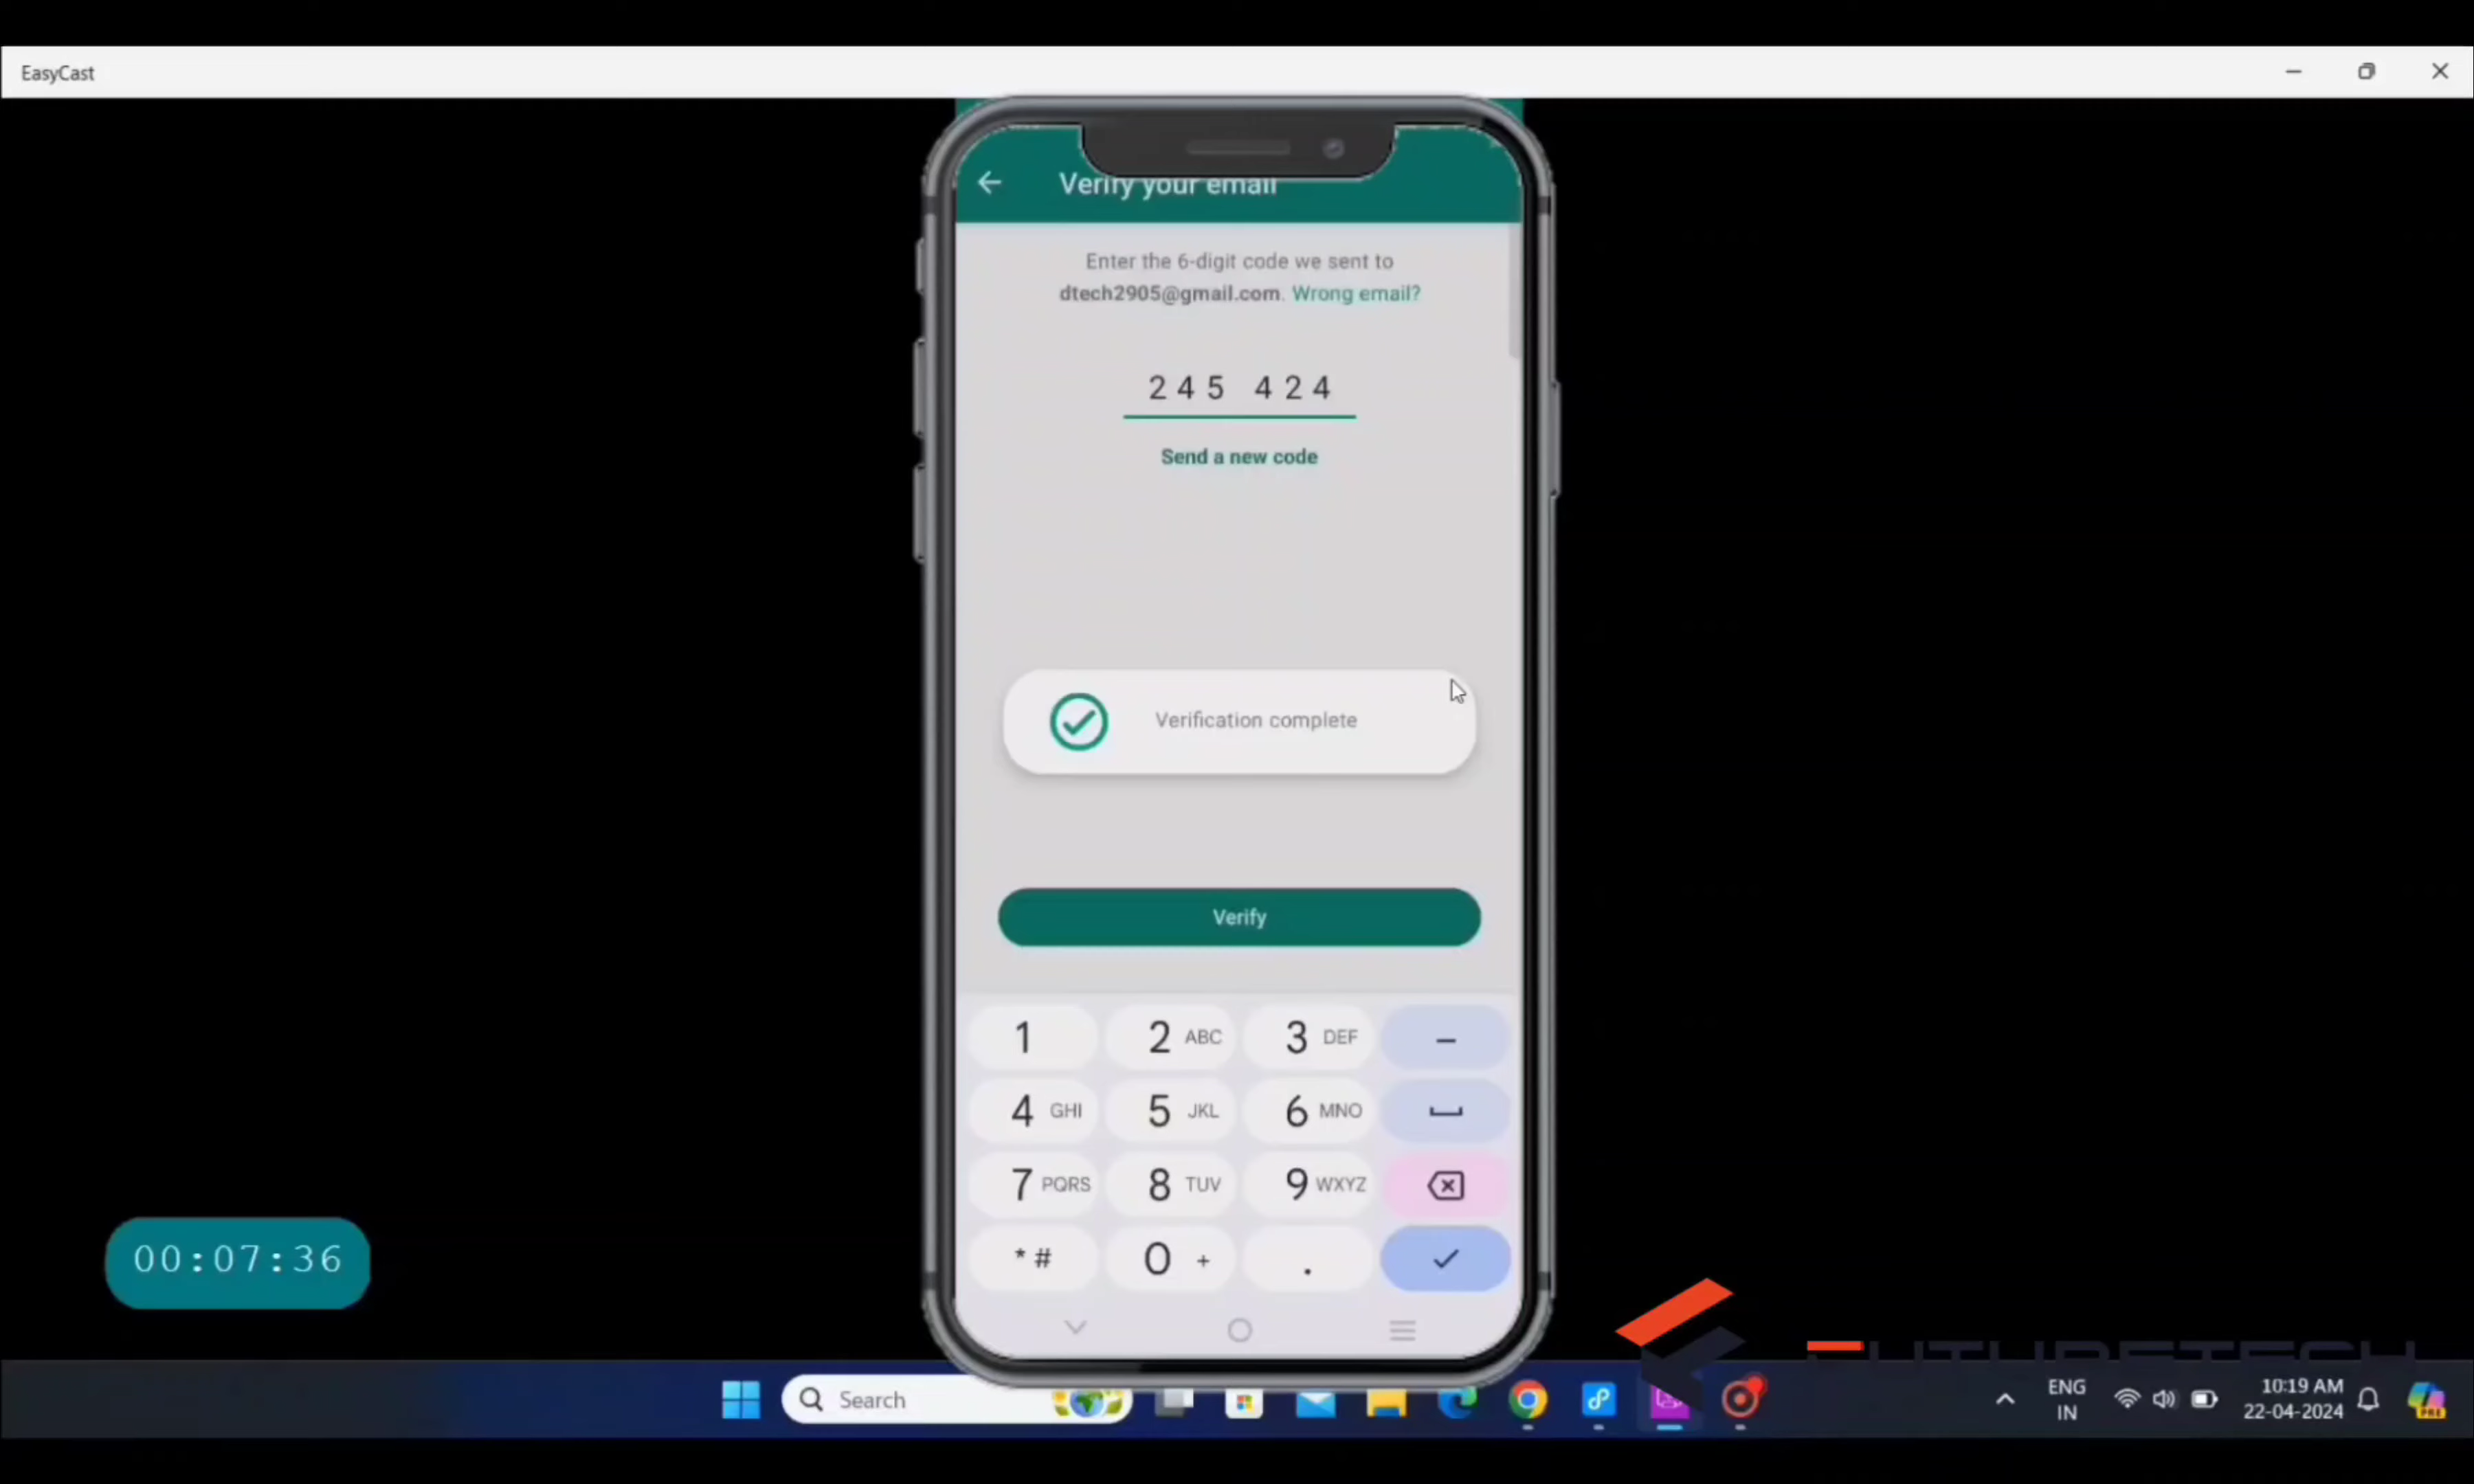 EasyCast
Verify your email
Enter the 6-digit code we sent to
dtech2905@gmail.com. Wrong email?
245 424
Send a new code
Verification complete
Verify
1
2 ABC
3 DEF
–
4 GHI
5 JKL
6 MNO
7 PQRS
8 TUV
9 WXYZ
* #
0 +
.
00:07:36
FUTURETECH
Search
ENG
IN
10:19 AM
22-04-2024
PRE